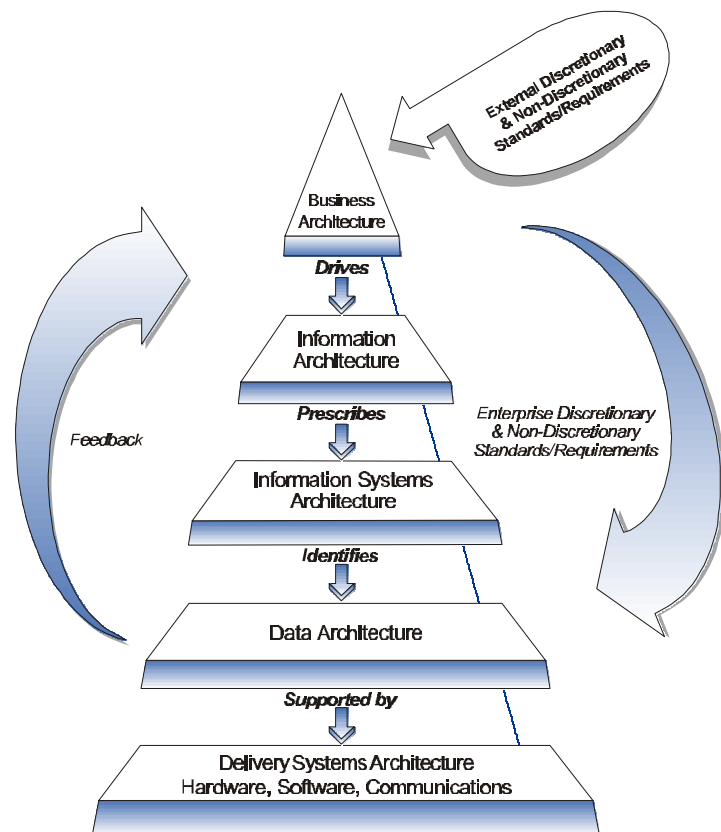 External Discretionary
& Non-Discretionary
Standards/Requirements
Business
Architecture
Drives
Information
Architecture
Prescribes
Feedback
Enterprise Discretionary
& Non-Discretionary
Standards/Requirements
Information Systems
Architecture
Identifies
Data Architecture
Supported by
Delivery Systems Architecture
Hardware, Software, Communications